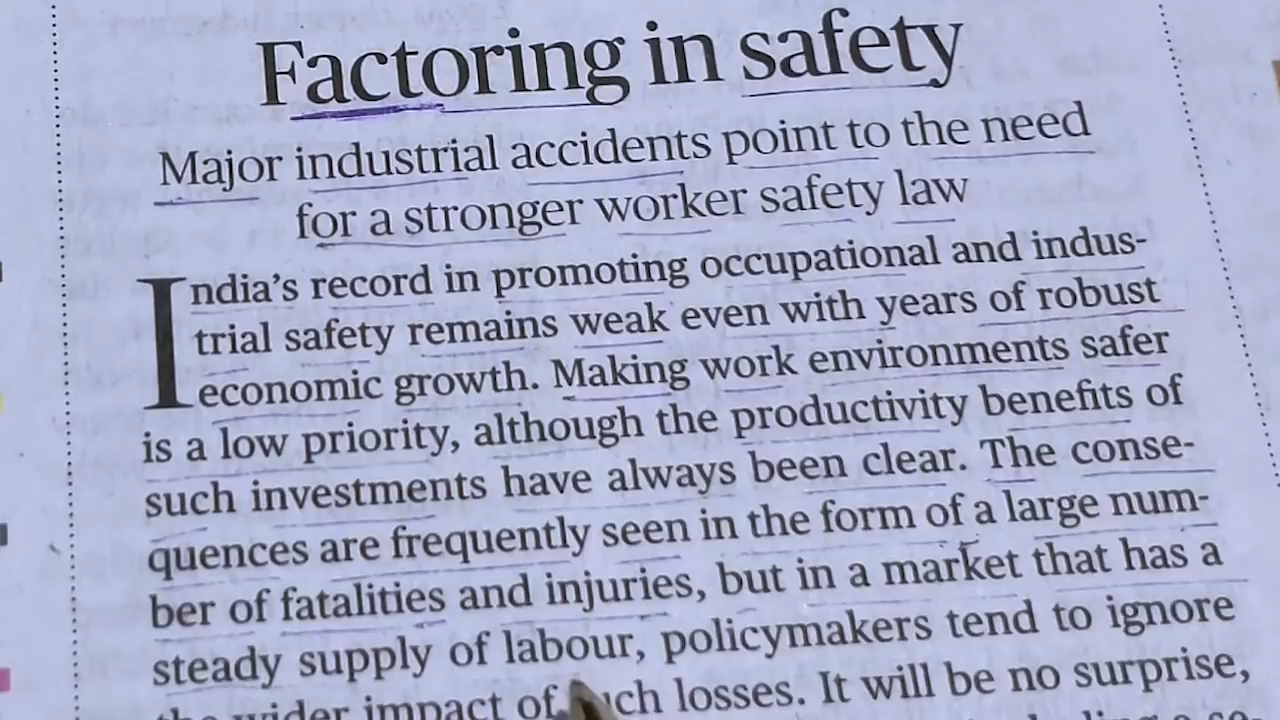 Factoring in safety
Major industrial accidents point to the need
for a stronger worker safety law
India’s record in promoting occupational and indus-
trial safety remains weak even with years of robust
economic growth. Making work environments safer
is a low priority, although the productivity benefits of
such investments have always been clear. The conse-
quences are frequently seen in the form of a large num-
ber of fatalities and injuries, but in a market that has a
steady supply of labour, policymakers tend to ignore
wider impact of losses. It will be no surprise,